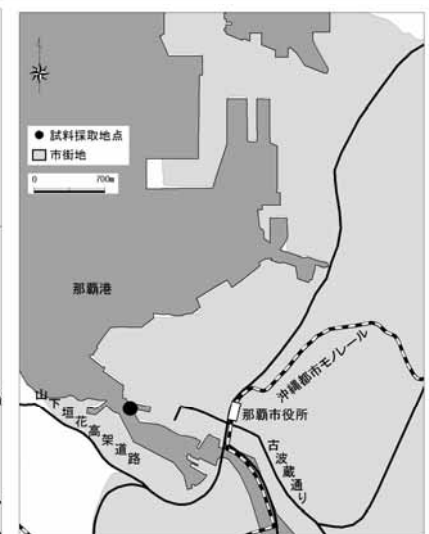 試料採取地点
市街地
0 700m
那覇港
沖縄都市モノレール
那覇市役所
山下垣花高架道路
古波蔵通り